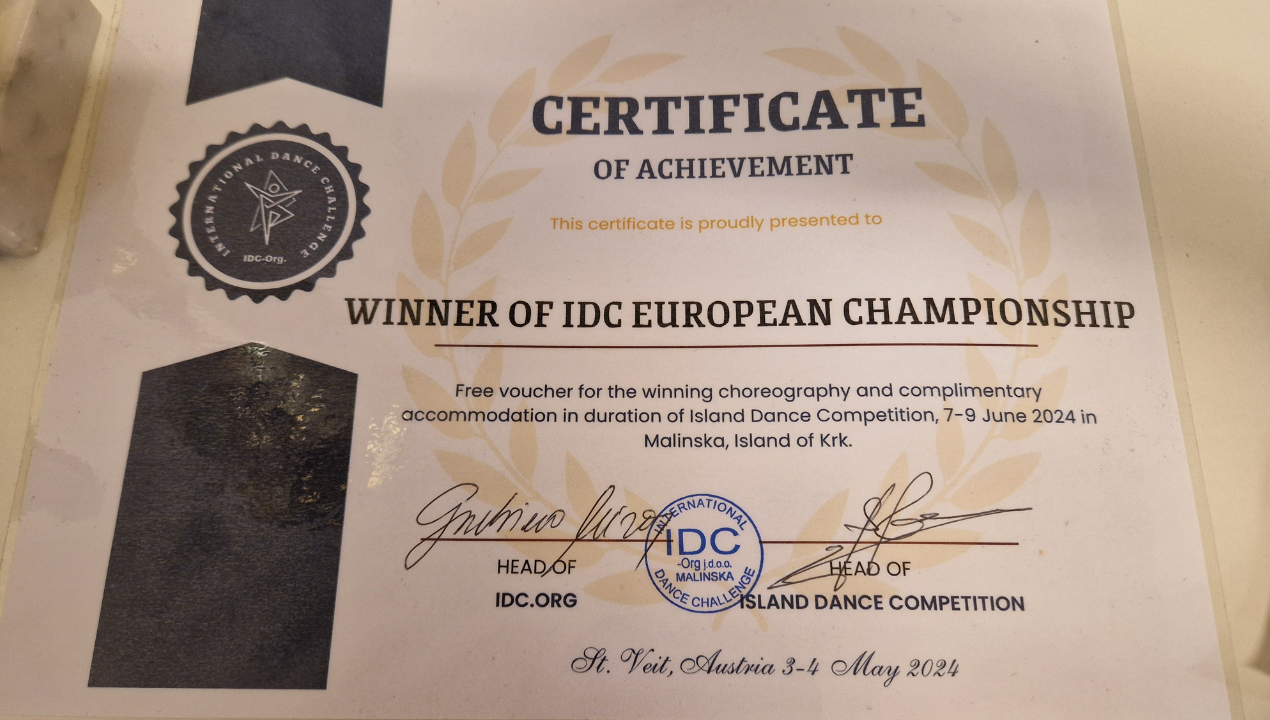 CERTIFICATE
OF ACHIEVEMENT
This certificate is proudly presented to
INTERNATIONAL DANCE CHALLENGE
IDC-Org.
WINNER OF IDC EUROPEAN CHAMPIONSHIP
Free voucher for the winning choreography and complimentary
accommodation in duration of Island Dance Competition, 7-9 June 2024 in
Malinska, Island of Krk.
INTERNATIONAL
IDC
-Org j.d.o.o.
MALINSKA
DANCE CHALLENGE
HEAD OF
IDC.ORG
HEAD OF
ISLAND DANCE COMPETITION
St. Veit, Austria 3-4 May 2024